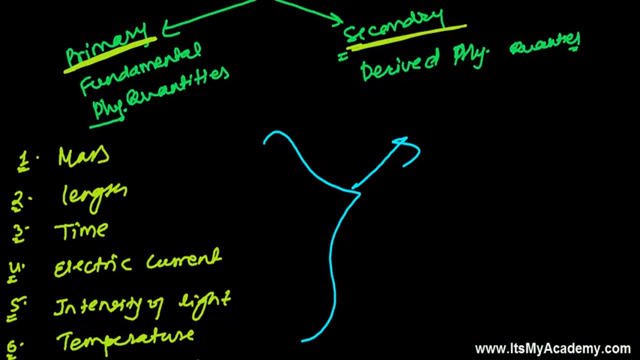 Primary
Fundamental
Phy. Quantities
Secondry
Derived Phy. Quanties
1. Mass
2. length
3. Time
4. Electric Current
5. Intensity of light
6. Temperature
www.ItsMyAcademy.com